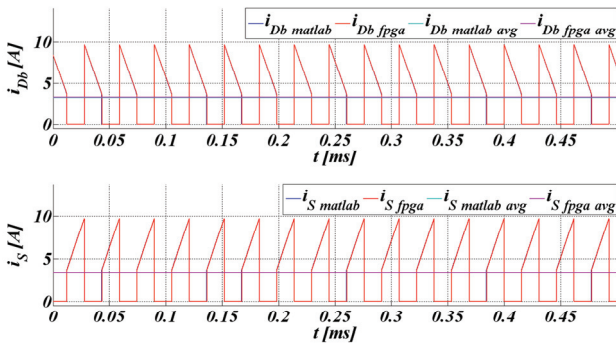 i_Db matlab i_Db fpga i_Db matlab avg i_Db fpga avg
10
5
0
i_Db [A]
0 0.05 0.1 0.15 0.2 0.25 0.3 0.35 0.4 0.45
t [ms]
i_S matlab i_S fpga i_S matlab avg i_S fpga avg
10
5
0
i_S [A]
0 0.05 0.1 0.15 0.2 0.25 0.3 0.35 0.4 0.45
t [ms]